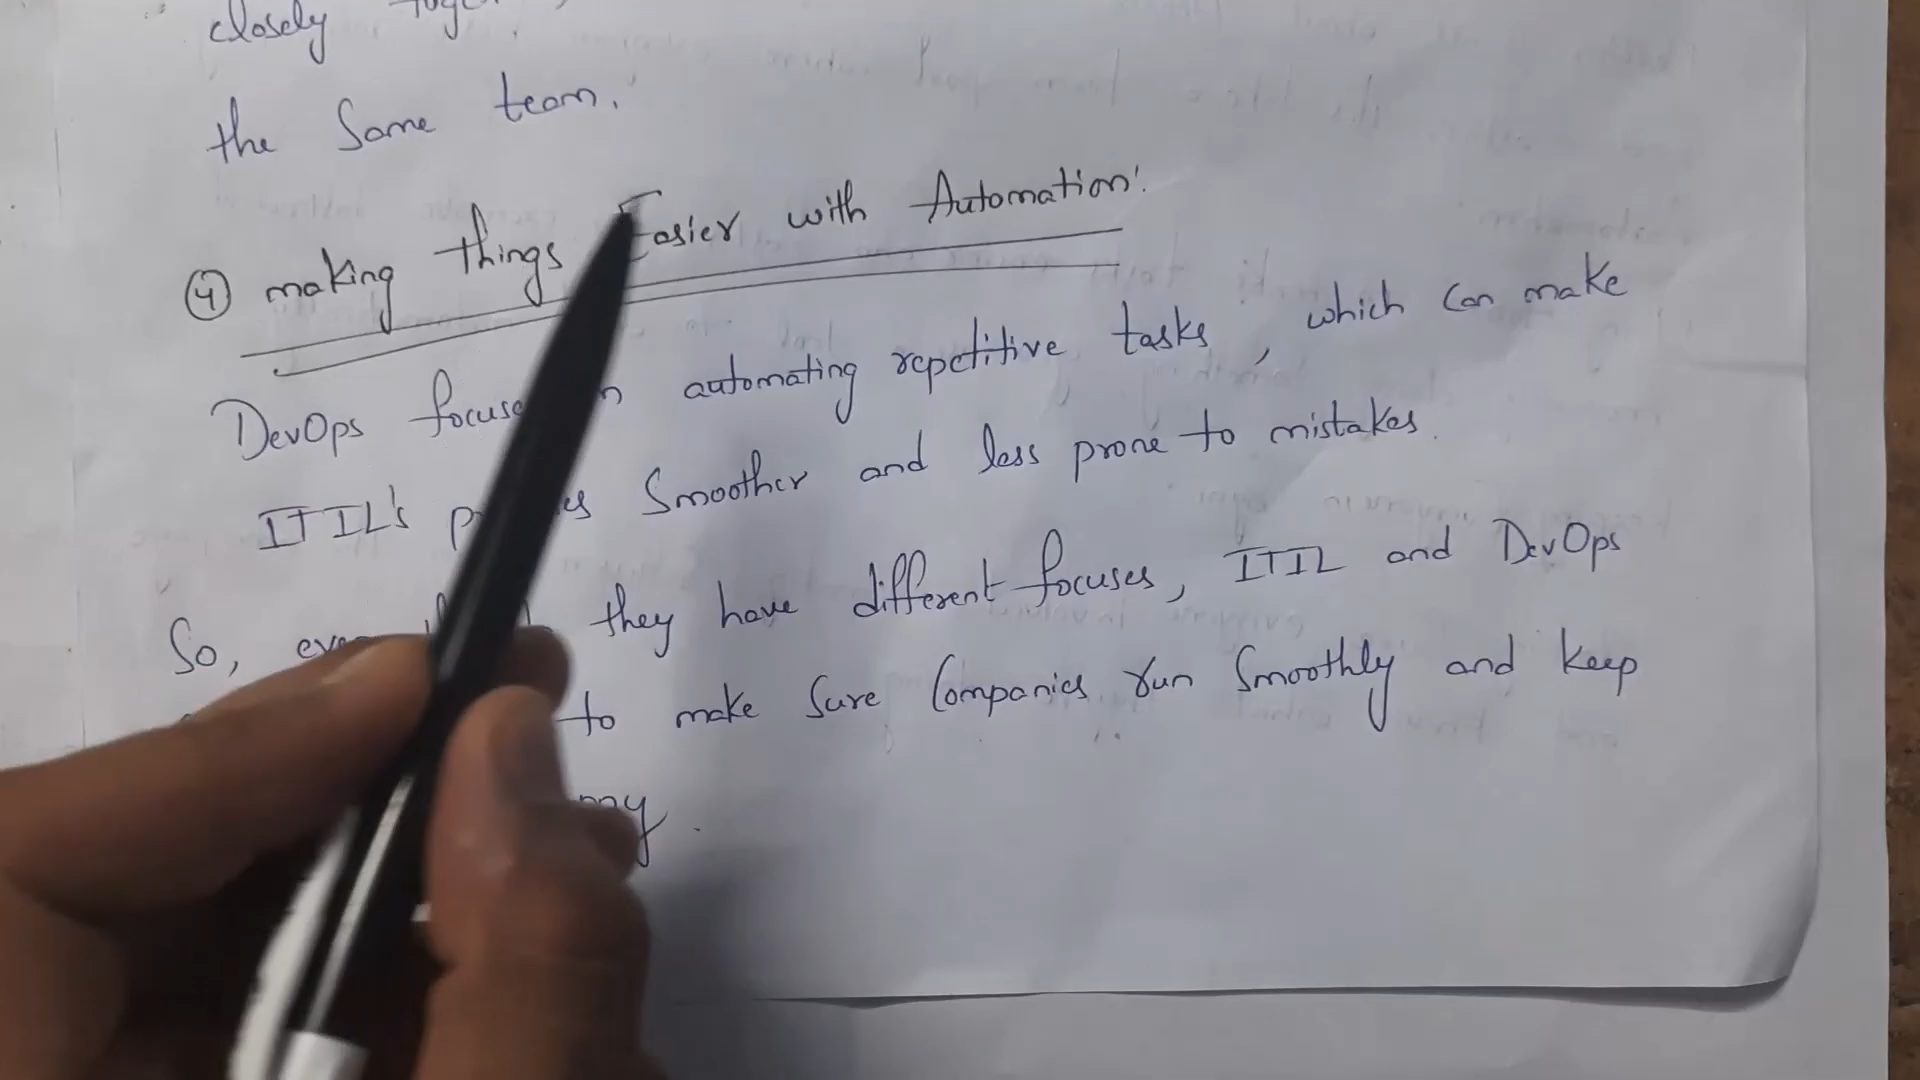 closely
the Same team.
④ making things Easier with Automation:
DevOps automating repetitive tasks, which can make
ITIL's smoother and less prone to mistakes.
So, they have different focuses, ITIL and DevOps
to make sure Companies run smoothly and keep